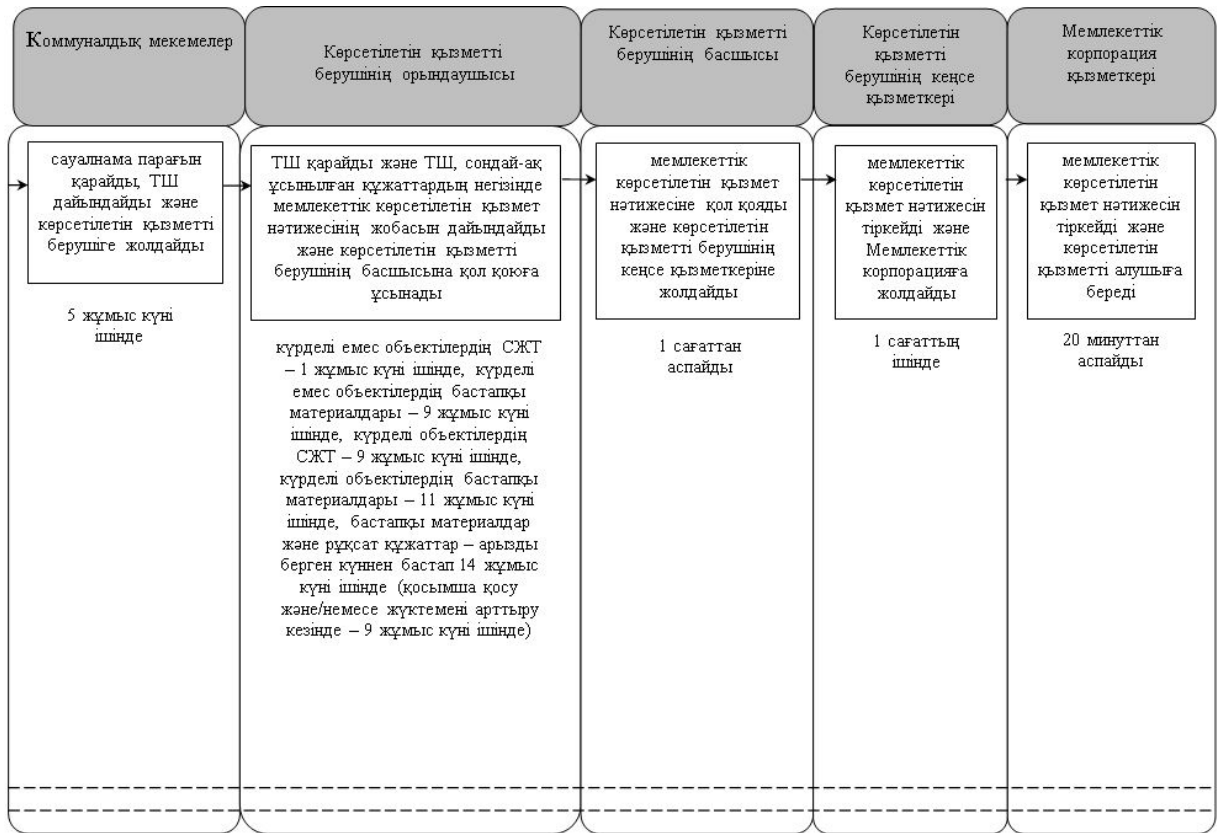 Коммуналдық мекемелер
Көрсетілетін қызметті
берушінің орындаушысы
Көрсетілетін қызметті
берушінің басшысы
Көрсетілетін
қызметті
берушінің кеңсе
қызметкері
Мемлекеттік
корпорация
қызметкері
сауалнама парағын
қарайды, ТШ
дайындайды және
көрсетілетін қызметті
берушіге жолдайды
5 жұмыс күні
ішінде
ТШ қарайды және ТШ, сондай-ақ
ұсынылған құжаттардың негізінде
мемлекеттік көрсетілетін қызмет
нәтижесінің жобасын дайындайды
және көрсетілетін қызметті
берушінің басшысына қол қоюға
ұсынады
күрделі емес объектілердің СЖТ
– 1 жұмыс күні ішінде, күрделі
емес объектілердің бастапқы
материалдары – 9 жұмыс күні
ішінде, күрделі объектілердің
СЖТ – 9 жұмыс күні ішінде,
күрделі объектілердің бастапқы
материалдары – 11 жұмыс күні
ішінде, бастапқы материалдар
және рұқсат құжаттар – арызды
берген күннен бастап 14 жұмыс
күні ішінде (қосымша қосу
және/немесе жүктемені арттыру
кезінде – 9 жұмыс күні ішінде)
мемлекеттік
көрсетілетін қызмет
нәтижесіне қол қояды
және көрсетілетін
қызметті берушінің
кеңсе қызметкеріне
жолдайды
1 сағаттан
аспайды
мемлекеттік
көрсетілетін
қызмет нәтижесін
тіркейді және
Мемлекеттік
корпорацияға
жолдайды
1 сағаттың
ішінде
мемлекеттік
көрсетілетін
қызмет нәтижесін
тіркейді және
көрсетілетін
қызметті алушыға
береді
20 минуттан
аспайды